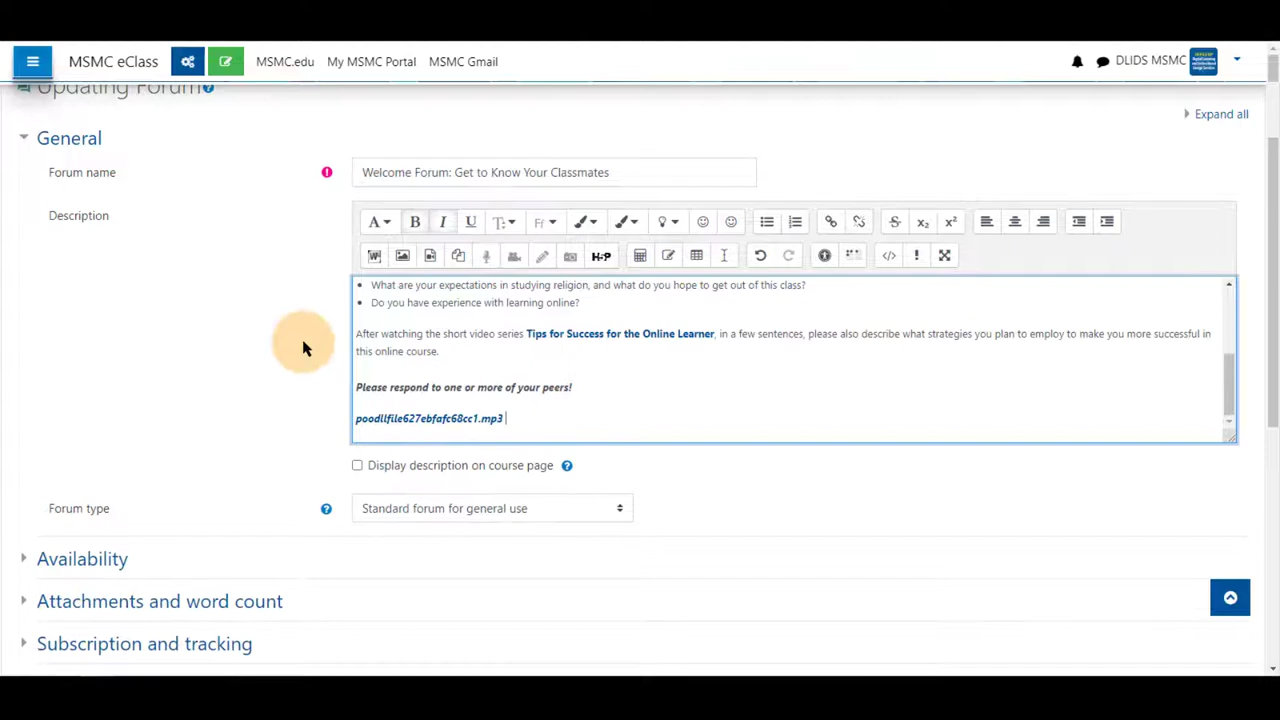 MSMC eClass MSMC.edu My MSMC Portal MSMC Gmail DLIDS MSMC
Updating Forum
Expand all
General
Forum name Welcome Forum: Get to Know Your Classmates
Description
What are your expectations in studying religion, and what do you hope to get out of this class?
Do you have experience with learning online?
After watching the short video series Tips for Success for the Online Learner, in a few sentences, please also describe what strategies you plan to employ to make you more successful in
this online course.
Please respond to one or more of your peers!
poodllfile627ebfafc68cc1.mp3
Display description on course page
Forum type Standard forum for general use
Availability
Attachments and word count
Subscription and tracking